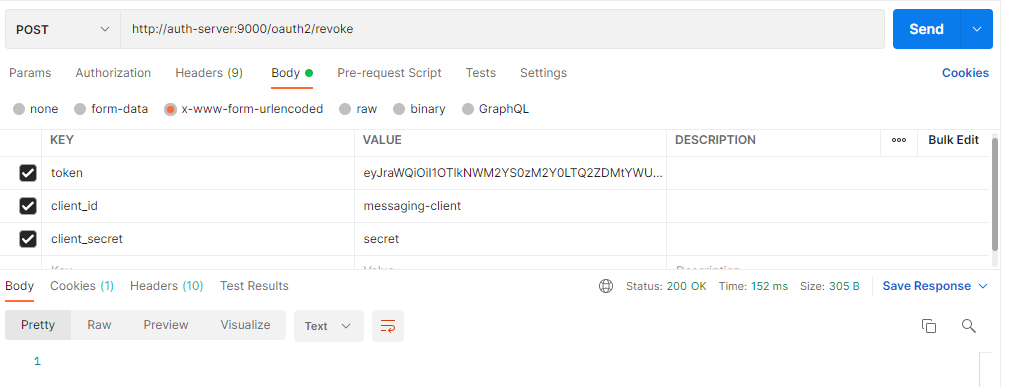 POST http://auth-server:9000/oauth2/revoke Send
Params Authorization Headers (9) Body Pre-request Script Tests Settings Cookies
none form-data x-www-form-urlencoded raw binary GraphQL
KEY VALUE DESCRIPTION ooo Bulk Edit
token eyJraWQiOiI1OTlkNWM2YS0zM2Y0LTQ2ZDMtYWU...
client_id messaging-client
client_secret secret
Key Value Description
Body Cookies (1) Headers (10) Test Results Status: 200 OK Time: 152 ms Size: 305 B Save Response
Pretty Raw Preview Visualize Text
1